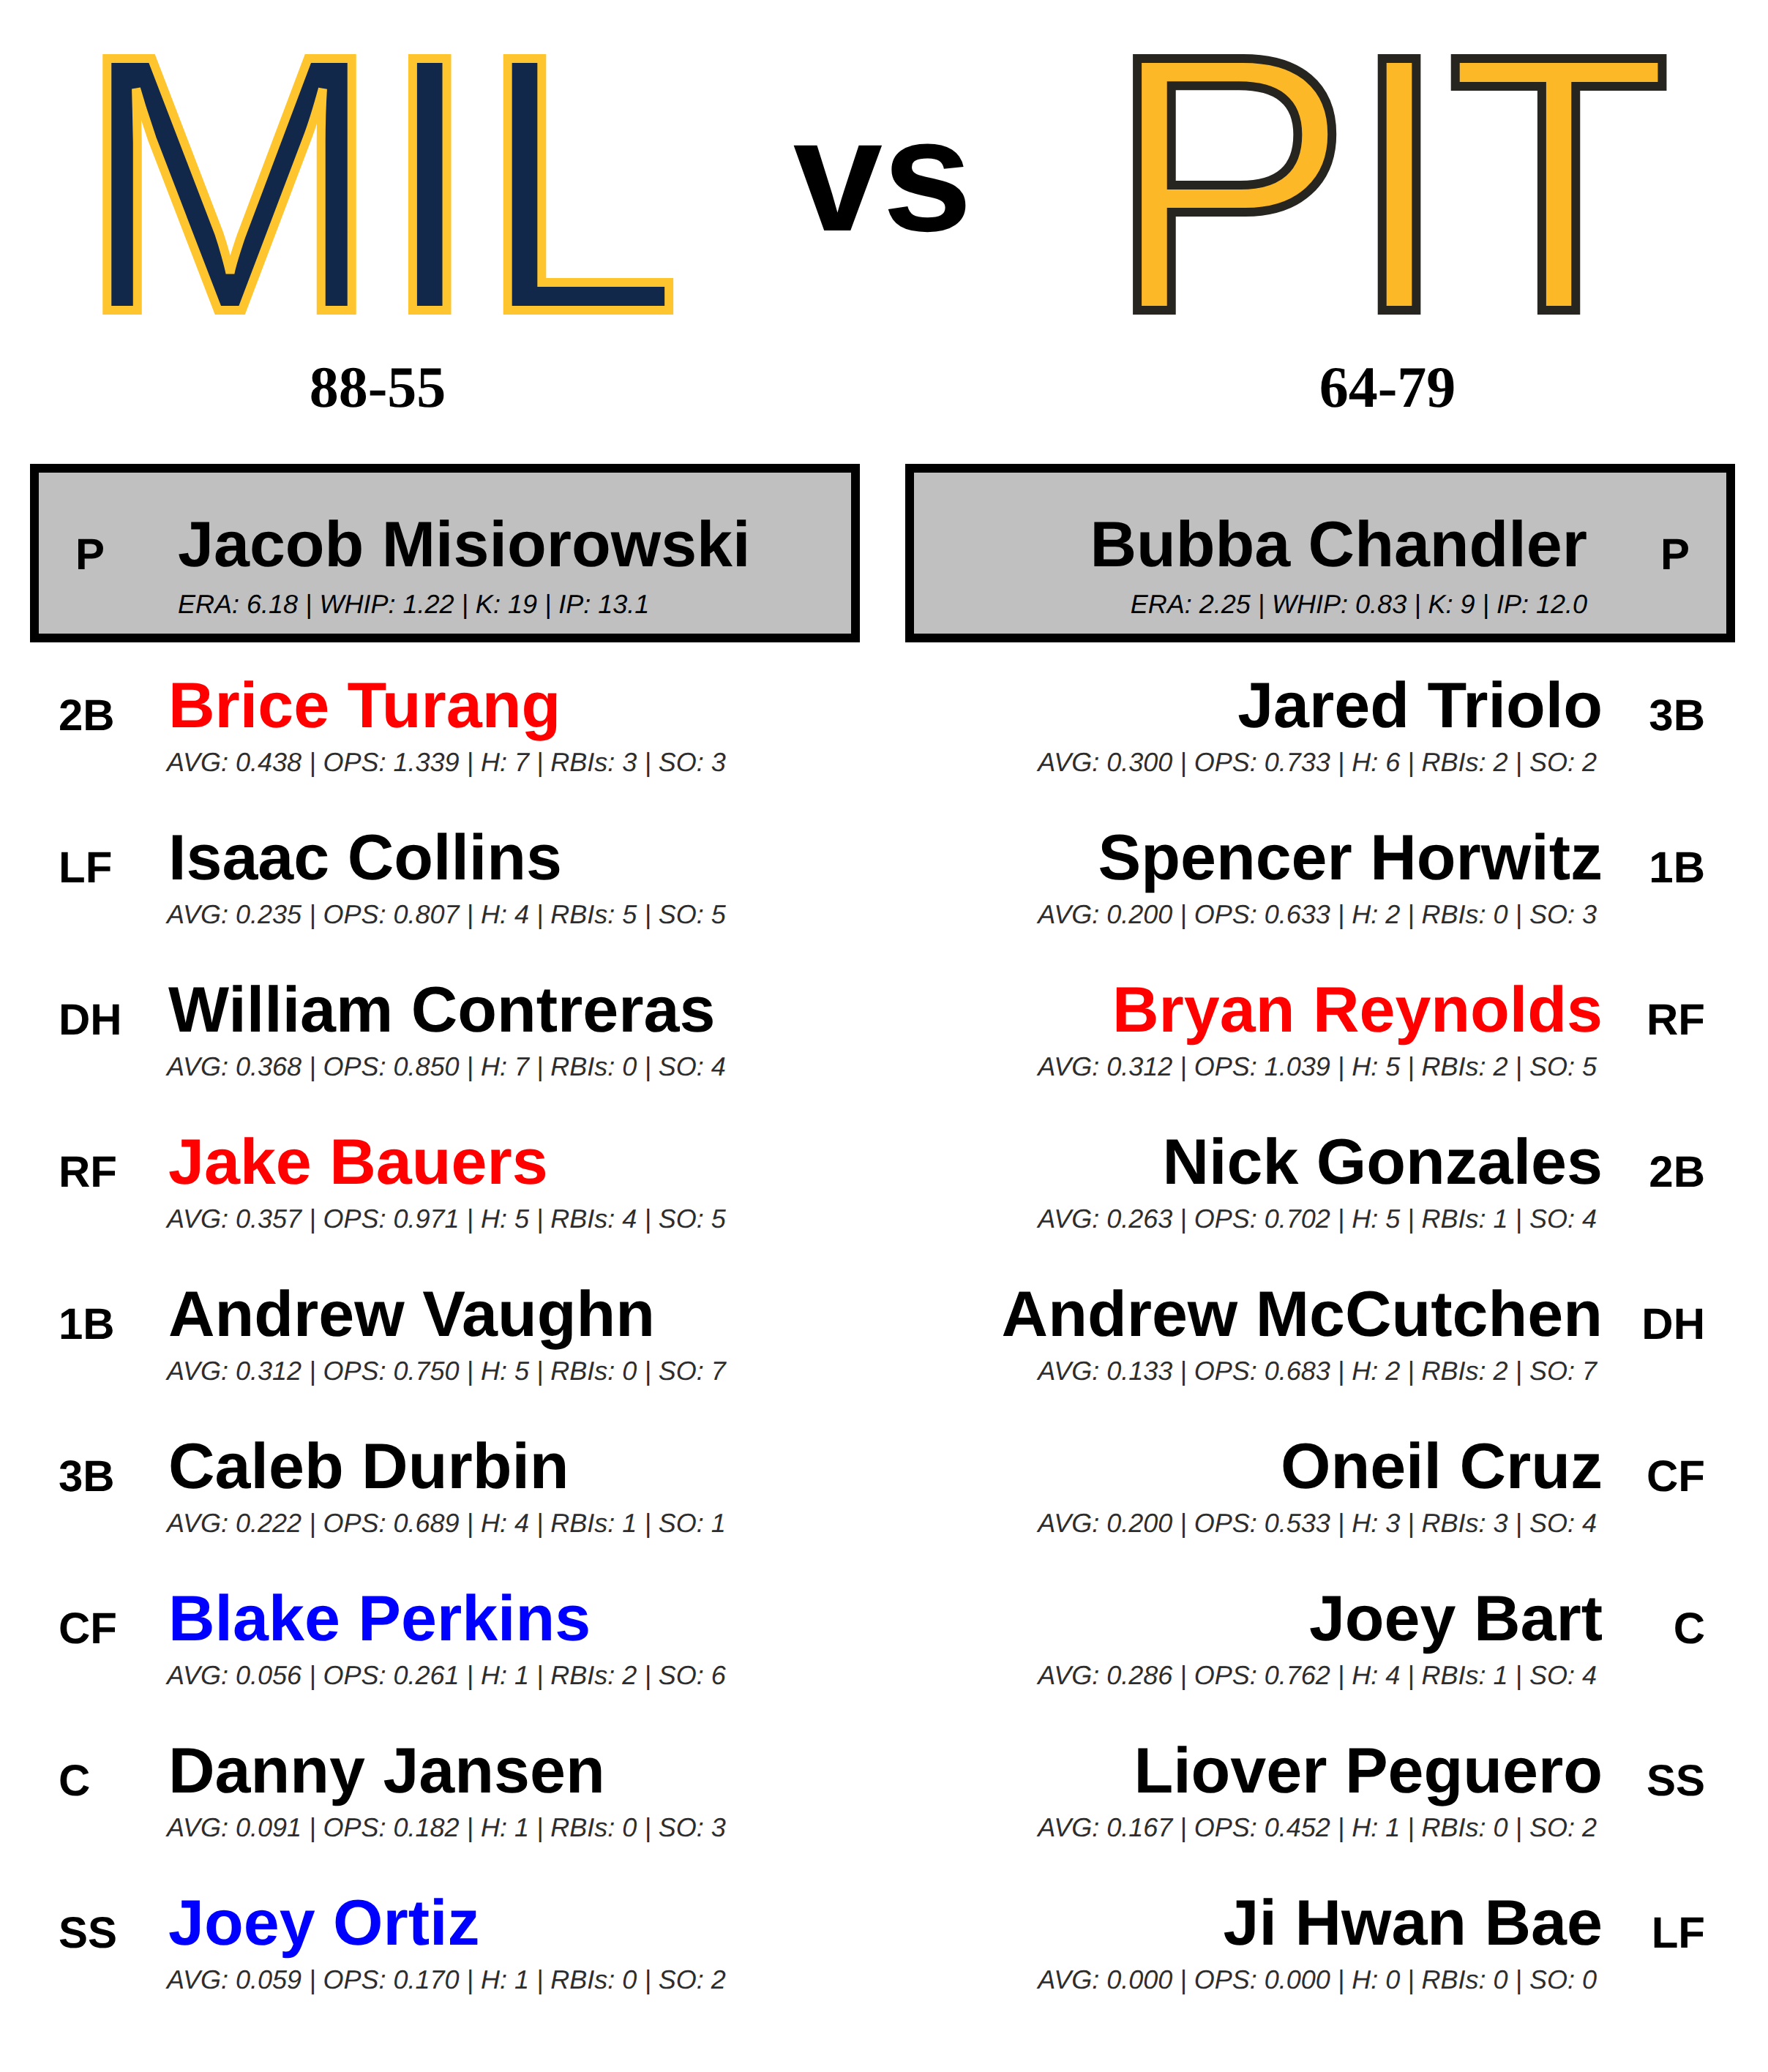 MIL vs PIT
88-55
64-79
P Jacob Misiorowski
ERA: 6.18 | WHIP: 1.22 | K: 19 | IP: 13.1
Bubba Chandler P
ERA: 2.25 | WHIP: 0.83 | K: 9 | IP: 12.0
2B Brice Turang
AVG: 0.438 | OPS: 1.339 | H: 7 | RBIs: 3 | SO: 3
LF Isaac Collins
AVG: 0.235 | OPS: 0.807 | H: 4 | RBIs: 5 | SO: 5
DH William Contreras
AVG: 0.368 | OPS: 0.850 | H: 7 | RBIs: 0 | SO: 4
RF Jake Bauers
AVG: 0.357 | OPS: 0.971 | H: 5 | RBIs: 4 | SO: 5
1B Andrew Vaughn
AVG: 0.312 | OPS: 0.750 | H: 5 | RBIs: 0 | SO: 7
3B Caleb Durbin
AVG: 0.222 | OPS: 0.689 | H: 4 | RBIs: 1 | SO: 1
CF Blake Perkins
AVG: 0.056 | OPS: 0.261 | H: 1 | RBIs: 2 | SO: 6
C Danny Jansen
AVG: 0.091 | OPS: 0.182 | H: 1 | RBIs: 0 | SO: 3
SS Joey Ortiz
AVG: 0.059 | OPS: 0.170 | H: 1 | RBIs: 0 | SO: 2
Jared Triolo 3B
AVG: 0.300 | OPS: 0.733 | H: 6 | RBIs: 2 | SO: 2
Spencer Horwitz 1B
AVG: 0.200 | OPS: 0.633 | H: 2 | RBIs: 0 | SO: 3
Bryan Reynolds RF
AVG: 0.312 | OPS: 1.039 | H: 5 | RBIs: 2 | SO: 5
Nick Gonzales 2B
AVG: 0.263 | OPS: 0.702 | H: 5 | RBIs: 1 | SO: 4
Andrew McCutchen DH
AVG: 0.133 | OPS: 0.683 | H: 2 | RBIs: 2 | SO: 7
Oneil Cruz CF
AVG: 0.200 | OPS: 0.533 | H: 3 | RBIs: 3 | SO: 4
Joey Bart C
AVG: 0.286 | OPS: 0.762 | H: 4 | RBIs: 1 | SO: 4
Liover Peguero SS
AVG: 0.167 | OPS: 0.452 | H: 1 | RBIs: 0 | SO: 2
Ji Hwan Bae LF
AVG: 0.000 | OPS: 0.000 | H: 0 | RBIs: 0 | SO: 0